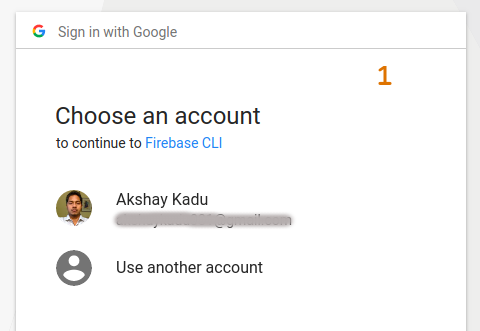 Sign in with Google
1
Choose an account
to continue to Firebase CLI
Akshay Kadu
@gmail.com
Use another account